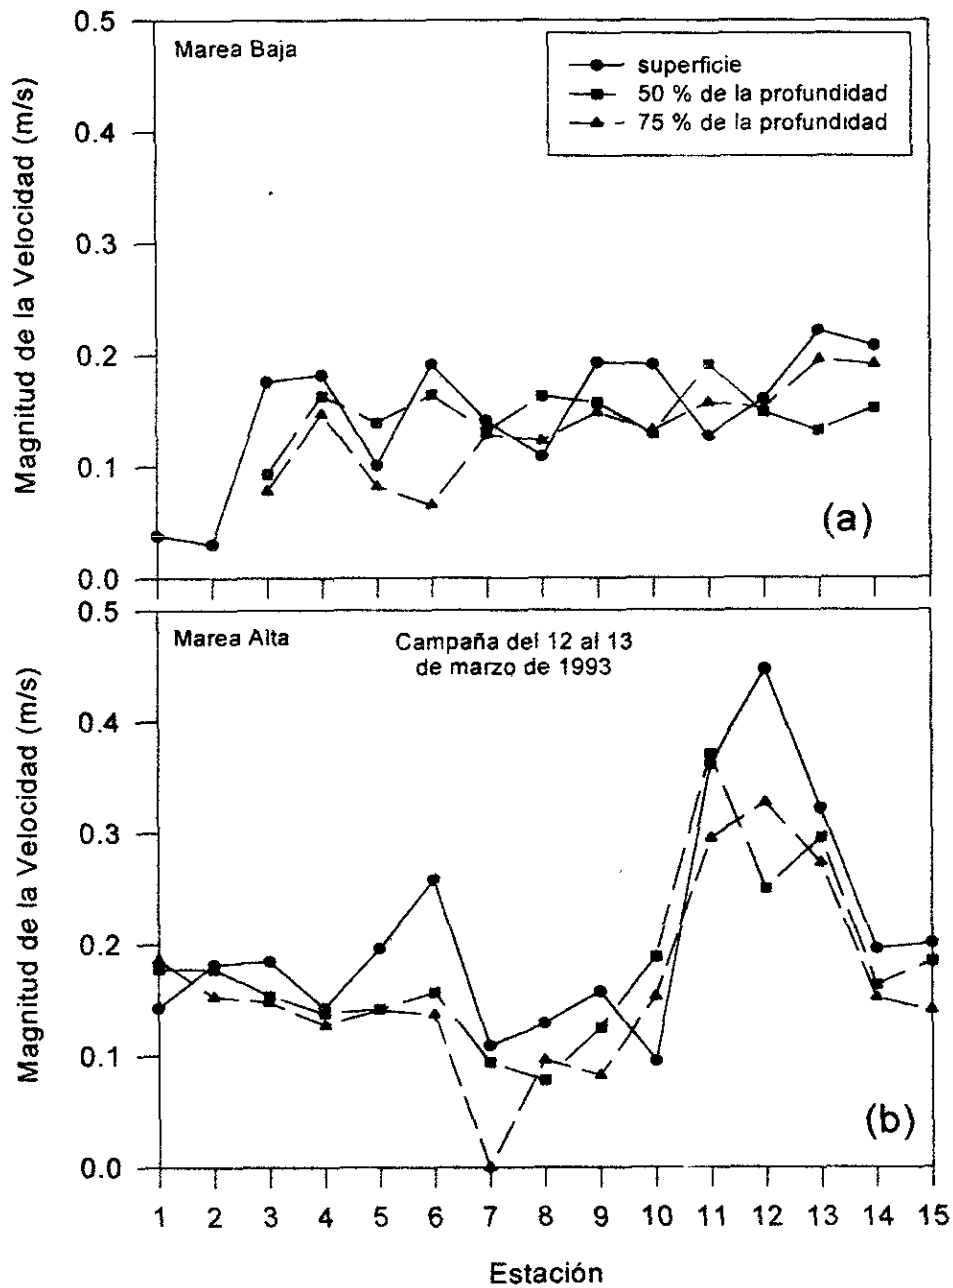 0.5
Marea Baja
superficie
50 % de la profundidad
75 % de la profundidad
0.4
0.3
0.2
0.1
0.0
Magnitud de la Velocidad (m/s)
(a)
0.5
Marea Alta
Campaña del 12 al 13
de marzo de 1993
0.4
0.3
0.2
0.1
0.0
Magnitud de la Velocidad (m/s)
(b)
1 2 3 4 5 6 7 8 9 10 11 12 13 14 15
Estación